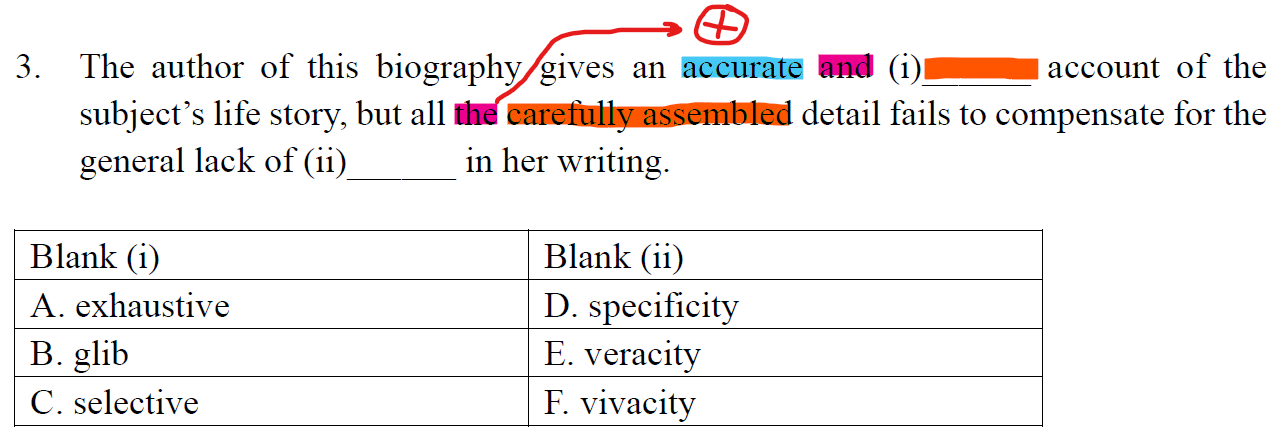 3. The author of this biography gives an accurate and (i)______ account of the
subject’s life story, but all the carefully assembled detail fails to compensate for the
general lack of (ii)______ in her writing.
Blank (i) Blank (ii)
A. exhaustive D. specificity
B. glib E. veracity
C. selective F. vivacity